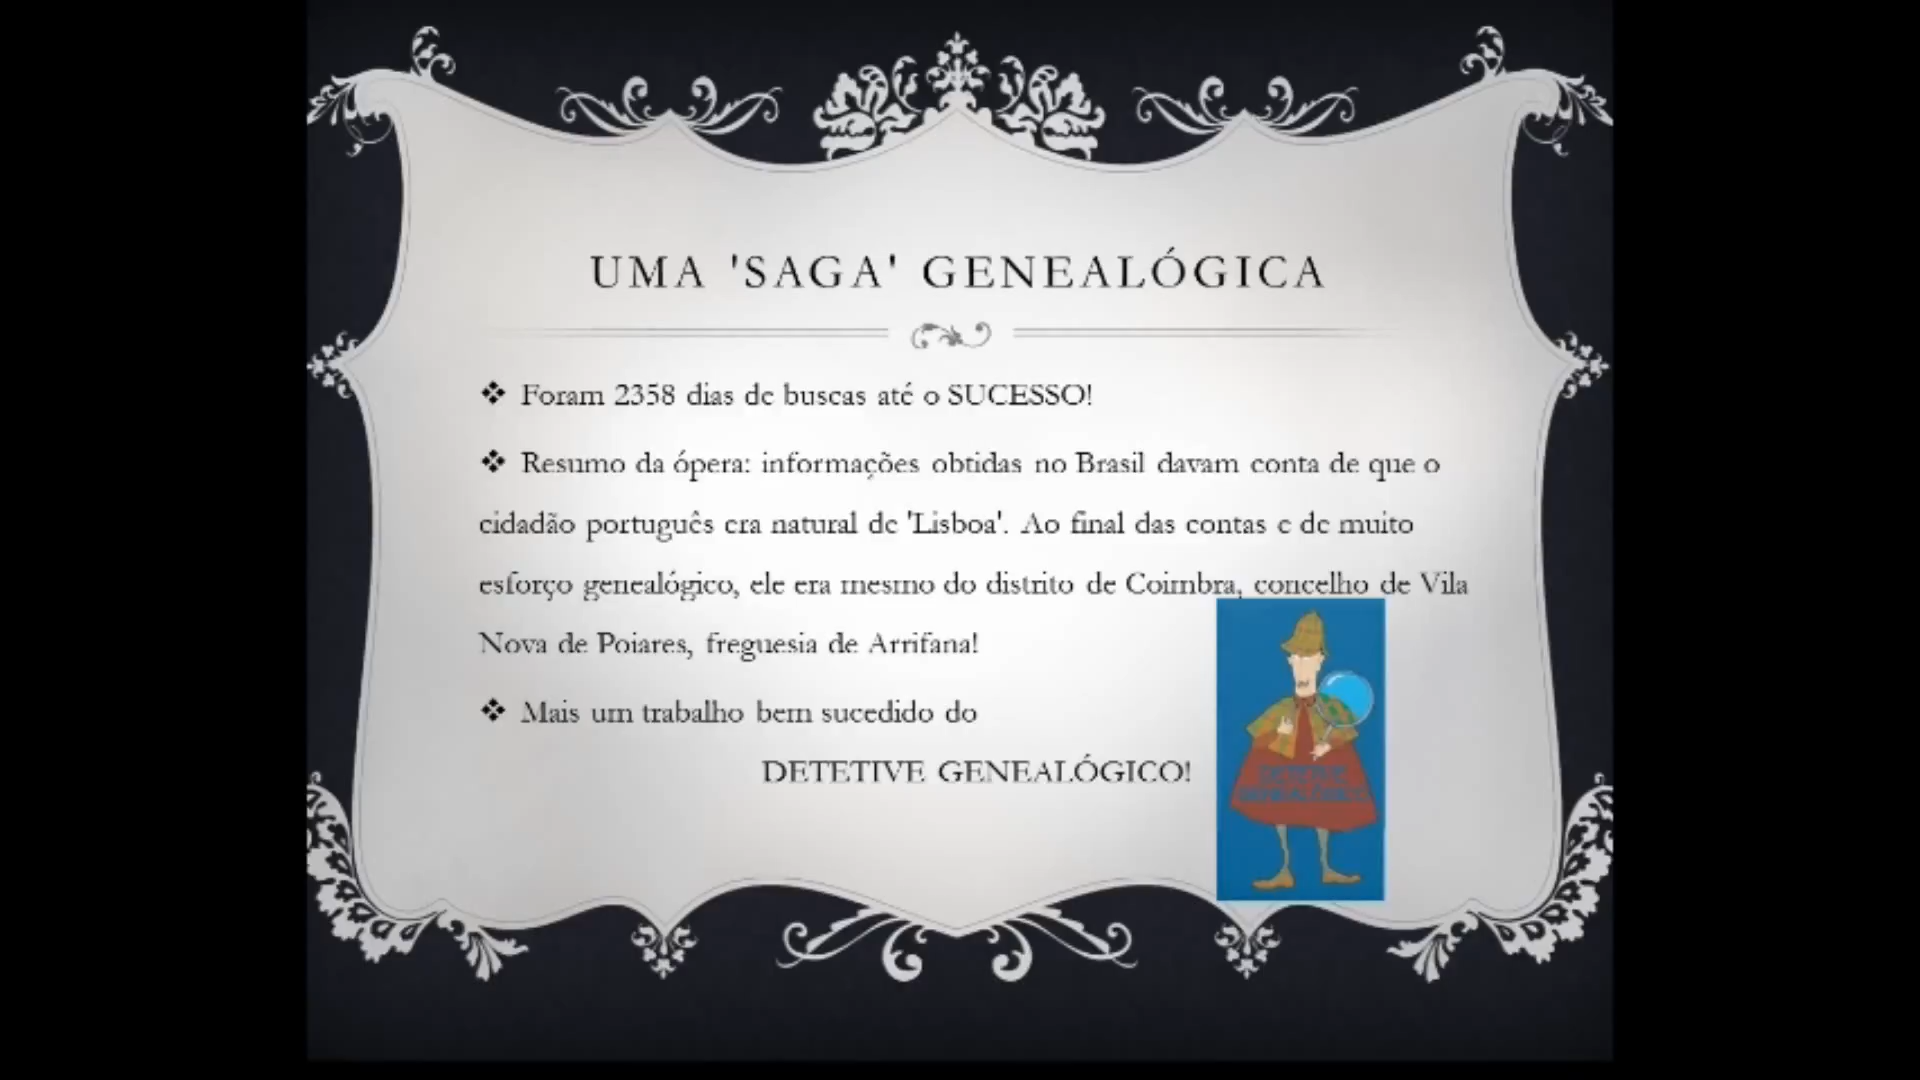 UMA 'SAGA' GENEALÓGICA
❖ Foram 2358 dias de buscas até o SUCESSO!
❖ Resumo da ópera: informações obtidas no Brasil davam conta de que o
cidadão português era natural de 'Lisboa'. Ao final das contas e de muito
esforço genealógico, ele era mesmo do distrito de Coimbra, concelho de Vila
Nova de Poiares, freguesia de Arrifana!
❖ Mais um trabalho bem sucedido do
DETETIVE GENEALÓGICO!
DETETIVE
GENEALÓGICO